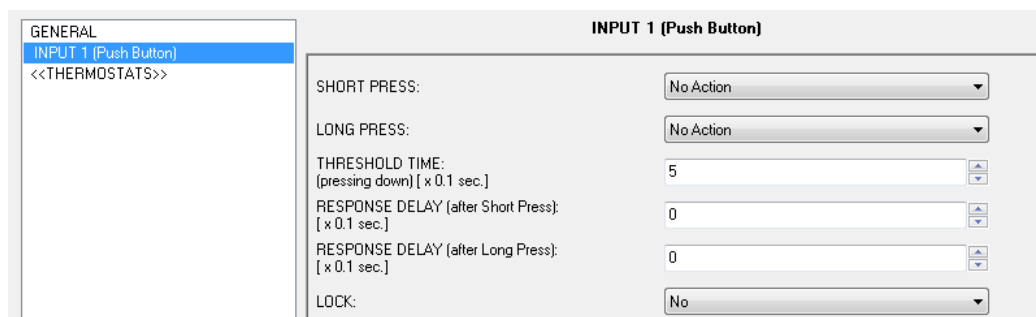 GENERAL
INPUT 1 (Push Button)
<<THERMOSTATS>>
INPUT 1 (Push Button)
SHORT PRESS:
No Action
LONG PRESS:
No Action
THRESHOLD TIME:
(pressing down) [ x 0.1 sec.]
5
RESPONSE DELAY (after Short Press):
[ x 0.1 sec.]
0
RESPONSE DELAY (after Long Press):
[ x 0.1 sec.]
0
LOCK:
No